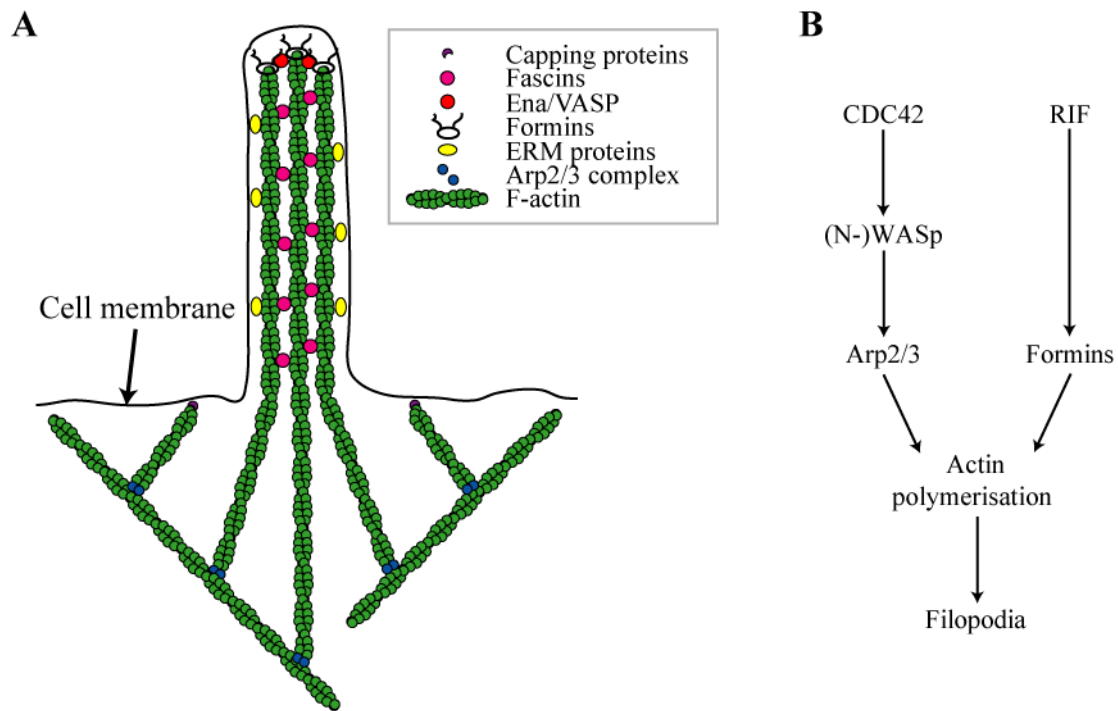 A
Capping proteins
Fascins
Ena/VASP
Formins
ERM proteins
Arp2/3 complex
F-actin
Cell membrane
B
CDC42
RIF
(N-)WASp
Arp2/3
Formins
Actin
polymerisation
Filopodia